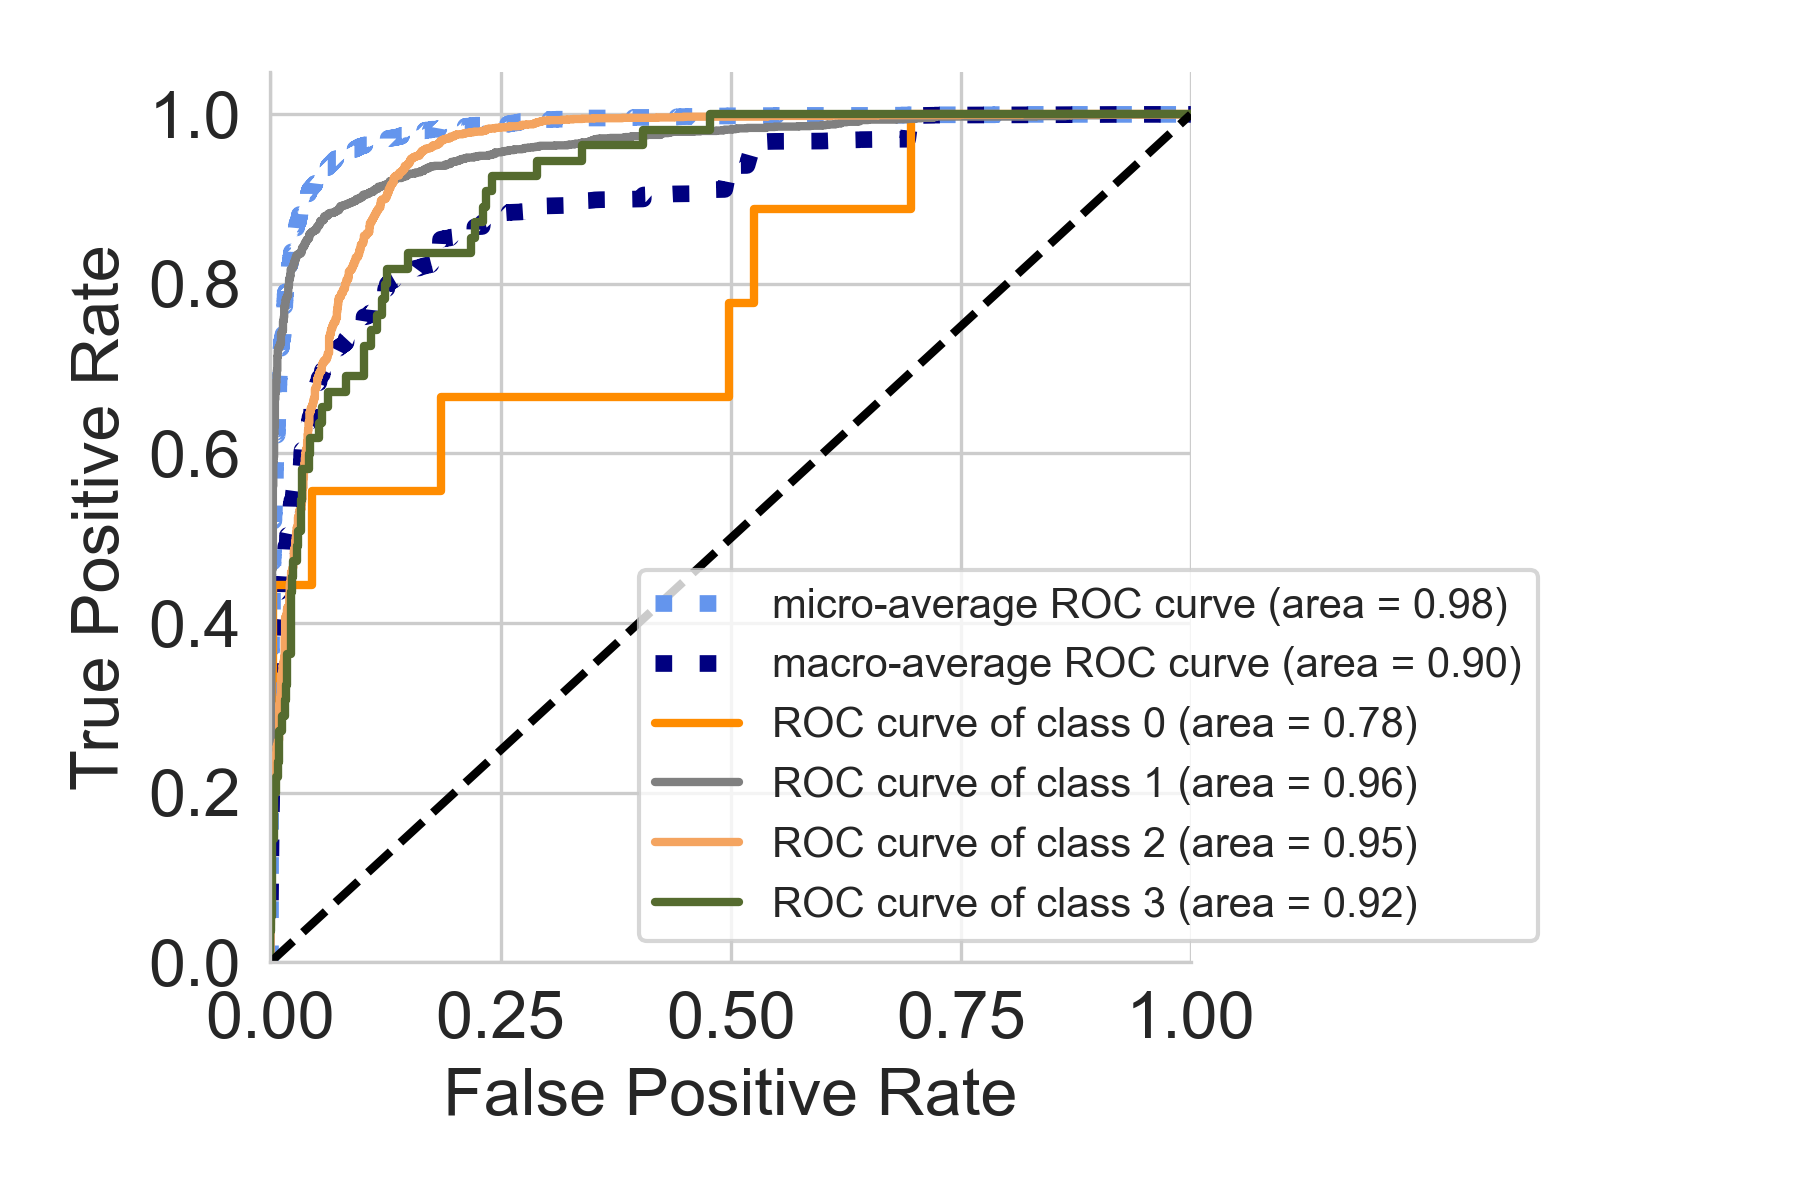 True Positive Rate
1.0
0.8
0.6
0.4
0.2
0.0
0.00 0.25 0.50 0.75 1.00
False Positive Rate
micro-average ROC curve (area = 0.98)
macro-average ROC curve (area = 0.90)
ROC curve of class 0 (area = 0.78)
ROC curve of class 1 (area = 0.96)
ROC curve of class 2 (area = 0.95)
ROC curve of class 3 (area = 0.92)